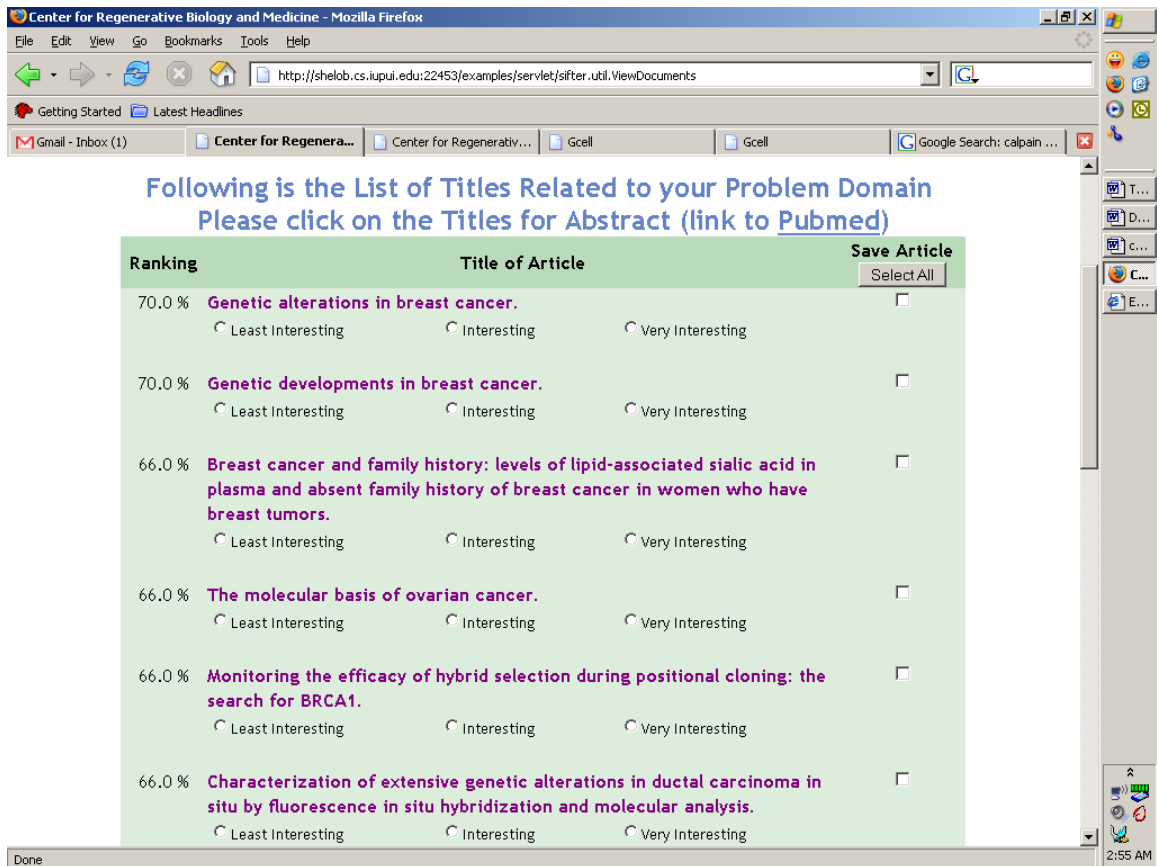 Center for Regenerative Biology and Medicine - Mozilla Firefox
File Edit View Go Bookmarks Tools Help
http://shelob.cs.iupui.edu:22453/examples/servlet/sifter.util.ViewDocuments
G
Getting Started Latest Headlines
Gmail - Inbox (1) Center for Regenera... Center for Regenerativ... Gcell Gcell Google Search: calpain ...
Following is the List of Titles Related to your Problem Domain
Please click on the Titles for Abstract (link to Pubmed)
Ranking Title of Article Save Article
Select All
70.0 % Genetic alterations in breast cancer.
Least Interesting Interesting Very Interesting
70.0 % Genetic developments in breast cancer.
Least Interesting Interesting Very Interesting
66.0 % Breast cancer and family history: levels of lipid-associated sialic acid in
plasma and absent family history of breast cancer in women who have
breast tumors.
Least Interesting Interesting Very Interesting
66.0 % The molecular basis of ovarian cancer.
Least Interesting Interesting Very Interesting
66.0 % Monitoring the efficacy of hybrid selection during positional cloning: the
search for BRCA1.
Least Interesting Interesting Very Interesting
66.0 % Characterization of extensive genetic alterations in ductal carcinoma in
situ by fluorescence in situ hybridization and molecular analysis.
Least Interesting Interesting Very Interesting
Done
T...
D...
c...
C...
E...
2:55 AM